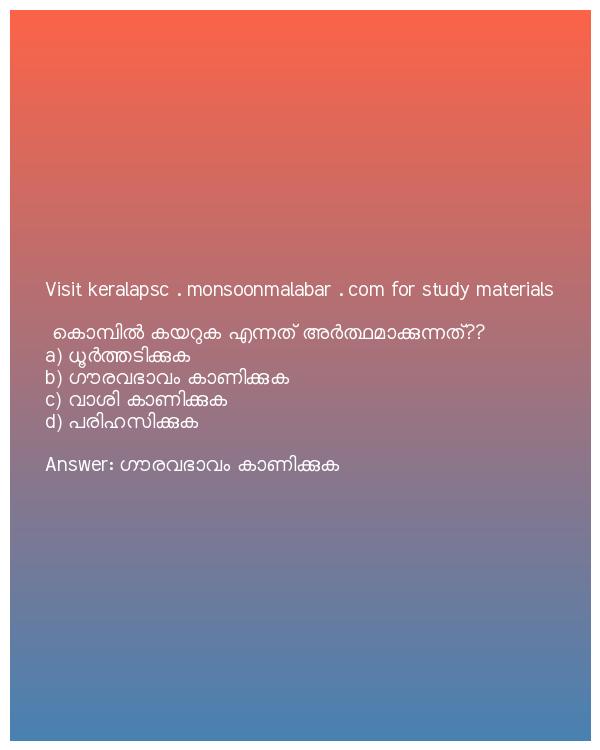 Visit keralapsc . monsoonmalabar . com for study materials
കൊമ്പിൽ കയറുക എന്നത് അർത്ഥമാക്കുന്നത്??
a) ധൂർത്തടിക്കുക
b) ഗൗരവഭാവം കാണിക്കുക
c) വാശി കാണിക്കുക
d) പരിഹസിക്കുക
Answer: ഗൗരവഭാവം കാണിക്കുക